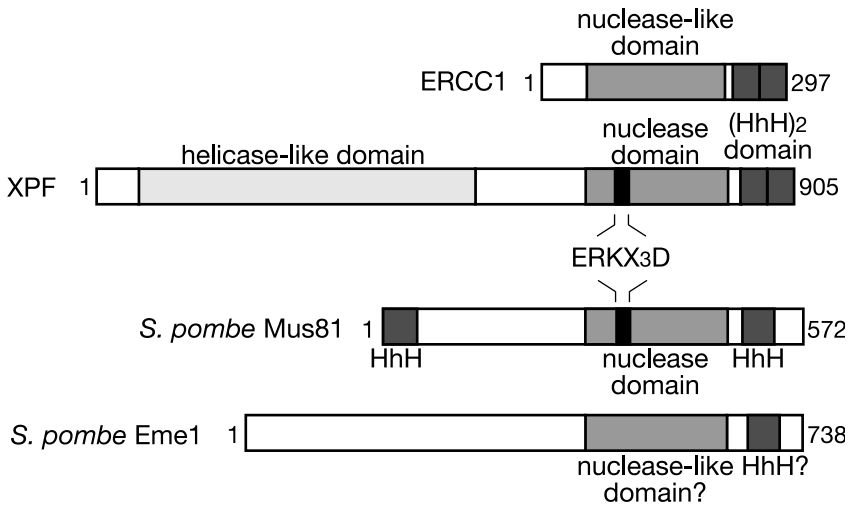 nuclease-like
domain
ERCC1 1 297
(HhH)2
domain
nuclease
domain
helicase-like domain
XPF 1 905
ERKX3D
S. pombe Mus81 1 572
HhH nuclease domain HhH
S. pombe Eme1 1 738
nuclease-like HhH?
domain?